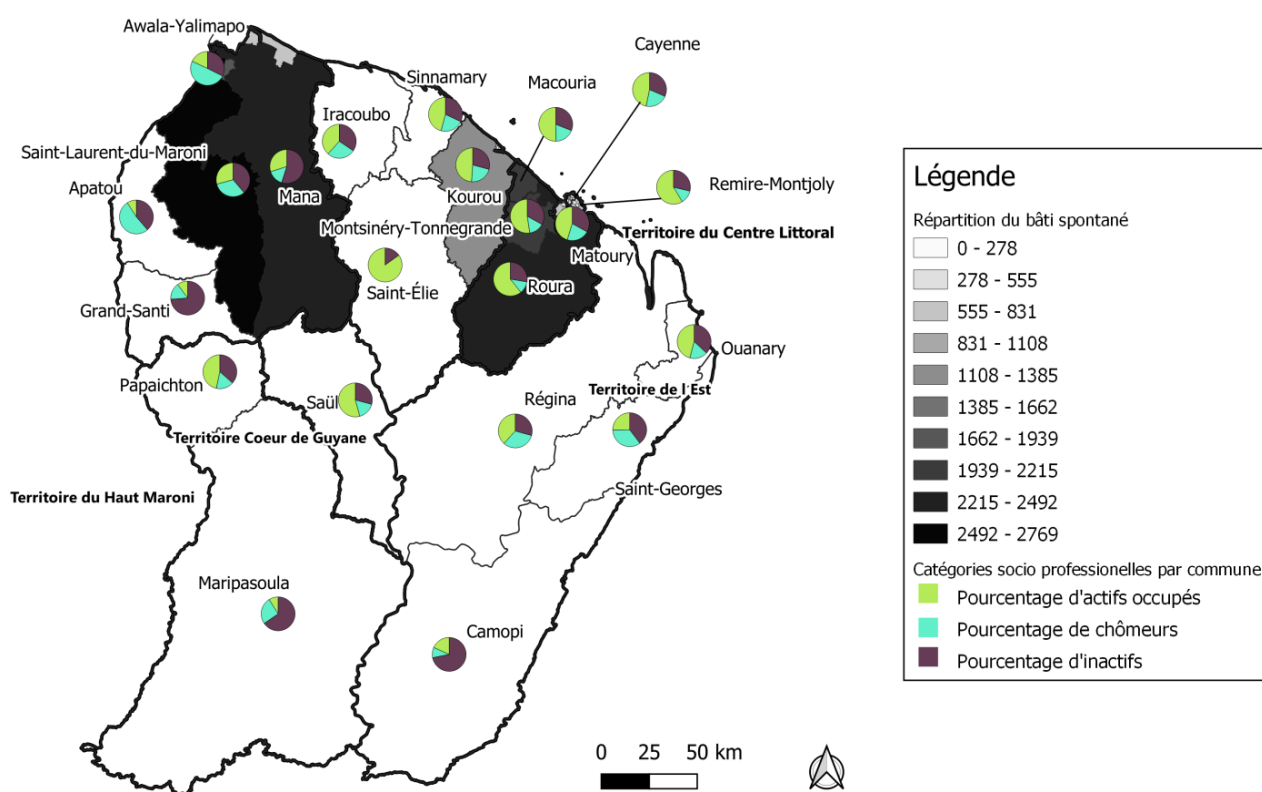 Awala-Yalimapo
Cayenne
Sinnamary
Macouria
Iracoubo
Saint-Laurent-du-Maroni
Apatou
Mana
Kourou
Remire-Montjoly
Montsinéry-Tonnegrande
Territoire du Centre Littoral
Matoury
Saint-Élie
Roura
Grand-Santi
Ouanary
Papaichton
Saül
Régina
Territoire de l'Est
Territoire Coeur de Guyane
Saint-Georges
Territoire du Haut Maroni
Maripasoula
Camopi
0 25 50 km
Légende
Répartition du bâti spontané
0 - 278
278 - 555
555 - 831
831 - 1108
1108 - 1385
1385 - 1662
1662 - 1939
1939 - 2215
2215 - 2492
2492 - 2769
Catégories socio professionelles par commune
Pourcentage d'actifs occupés
Pourcentage de chômeurs
Pourcentage d'inactifs